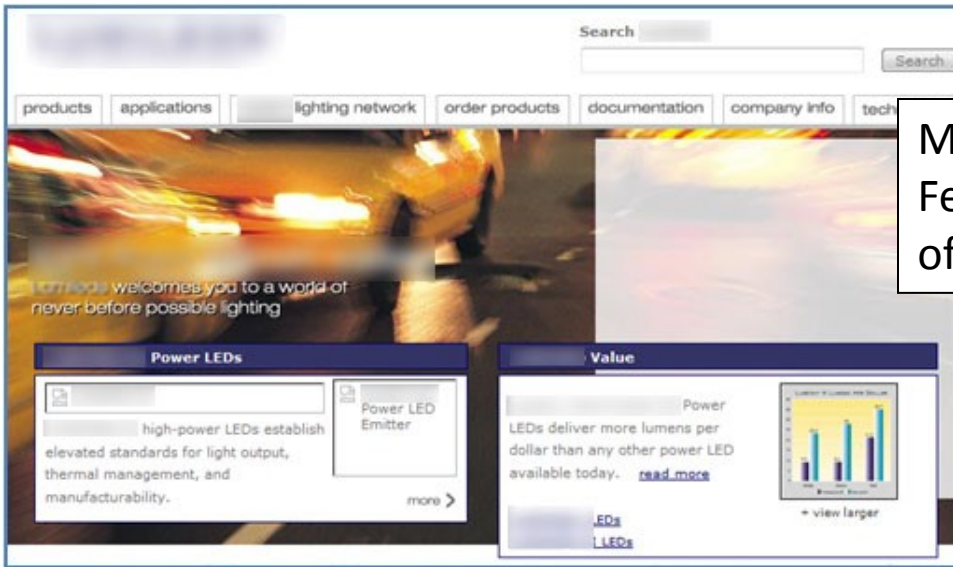 Search
Search
products applications lighting network order products documentation company info tech
M
Fe
of
welcomes you to a world of
never before possible lighting
Power LEDs
Value
Power LED
Emitter
high-power LEDs establish
elevated standards for light output,
thermal management, and
manufacturability.
more >
Power
LEDs deliver more lumens per
dollar than any other power LED
available today. read more
+ view larger
LEDs
LEDs